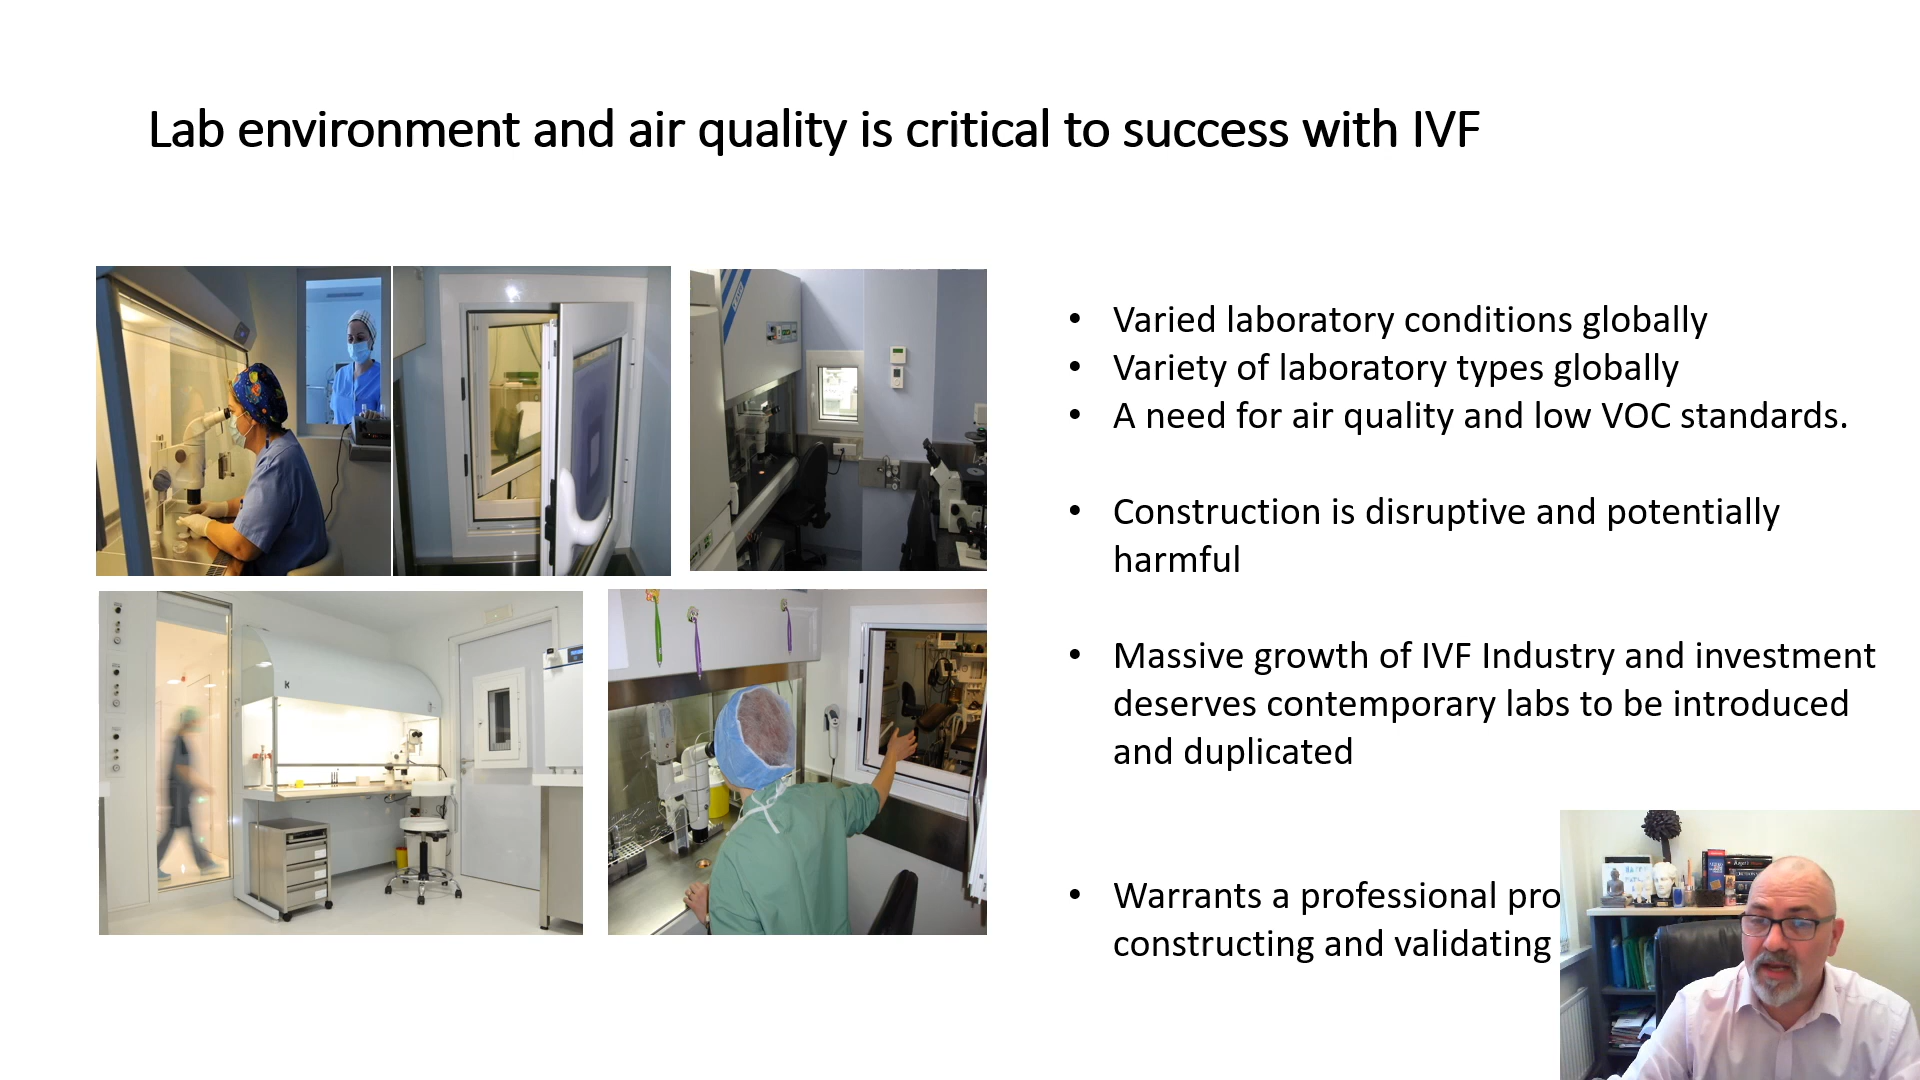 Lab environment and air quality is critical to success with IVF
• Varied laboratory conditions globally
• Variety of laboratory types globally
• A need for air quality and low VOC standards.
• Construction is disruptive and potentially
harmful
• Massive growth of IVF Industry and investment
deserves contemporary labs to be introduced
and duplicated
• Warrants a professional pro
constructing and validating